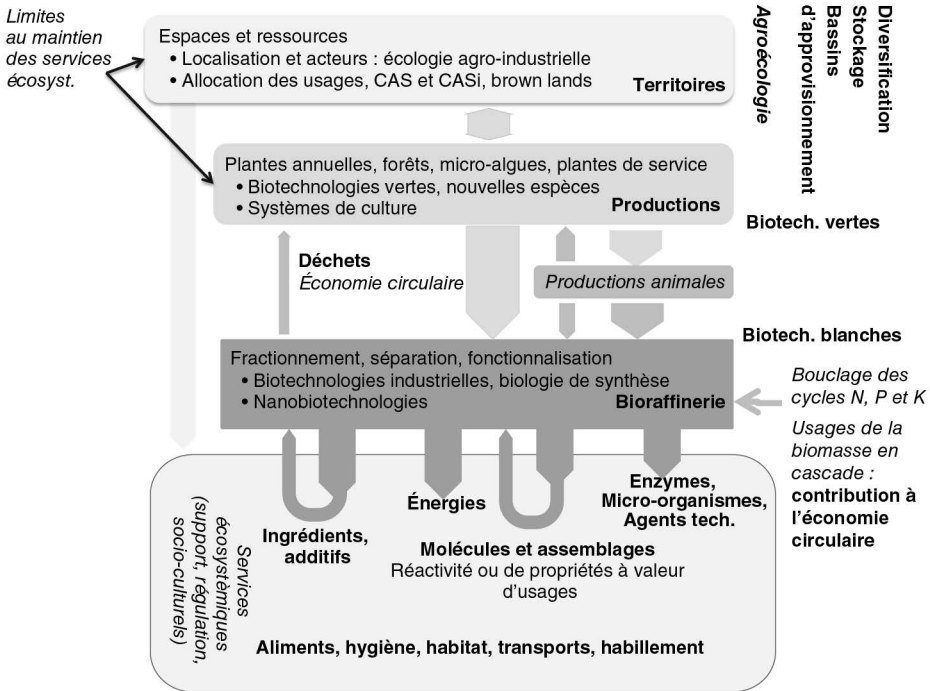 Limites
au maintien
des services
écosyst.
Espaces et ressources
• Localisation et acteurs : écologie agro-industrielle
• Allocation des usages, CAS et CASi, brown lands
Territoires
Agroécologie
Diversification
Stockage
Bassins
d’approvisionnement
Plantes annuelles, forêts, micro-algues, plantes de service
• Biotechnologies vertes, nouvelles espèces
• Systèmes de culture
Productions
Biotech. vertes
Déchets
Économie circulaire
Productions animales
Biotech. blanches
Fractionnement, séparation, fonctionnalisation
• Biotechnologies industrielles, biologie de synthèse
• Nanobiotechnologies
Bioraffinerie
Bouclage des
cycles N, P et K
Usages de la
biomasse en
cascade :
contribution à
l’économie
circulaire
Ingrédients,
additifs
Énergies
Molécules et assemblages
Réactivité ou de propriétés à valeur
d’usages
Enzymes,
Micro-organismes,
Agents tech.
Services
écosystèmiques
(support, régulation,
socio-culturels)
Aliments, hygiène, habitat, transports, habillement